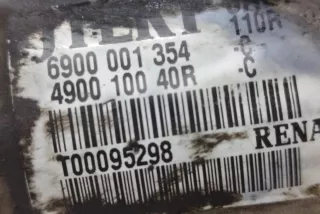 110R
6900 001 354 -C-
4900 100 40R -C
T00095298
RENA